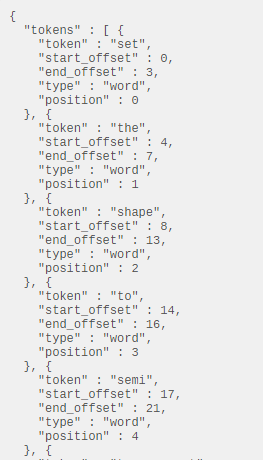 {
  "tokens" : [ {
    "token" : "set",
    "start_offset" : 0,
    "end_offset" : 3,
    "type" : "word",
    "position" : 0
  }, {
    "token" : "the",
    "start_offset" : 4,
    "end_offset" : 7,
    "type" : "word",
    "position" : 1
  }, {
    "token" : "shape",
    "start_offset" : 8,
    "end_offset" : 13,
    "type" : "word",
    "position" : 2
  }, {
    "token" : "to",
    "start_offset" : 14,
    "end_offset" : 16,
    "type" : "word",
    "position" : 3
  }, {
    "token" : "semi",
    "start_offset" : 17,
    "end_offset" : 21,
    "type" : "word",
    "position" : 4
  }, {